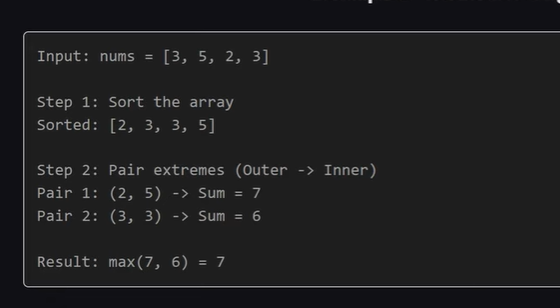 Input: nums = [3, 5, 2, 3]
Step 1: Sort the array
Sorted: [2, 3, 3, 5]
Step 2: Pair extremes (Outer -> Inner)
Pair 1: (2, 5) -> Sum = 7
Pair 2: (3, 3) -> Sum = 6
Result: max(7, 6) = 7